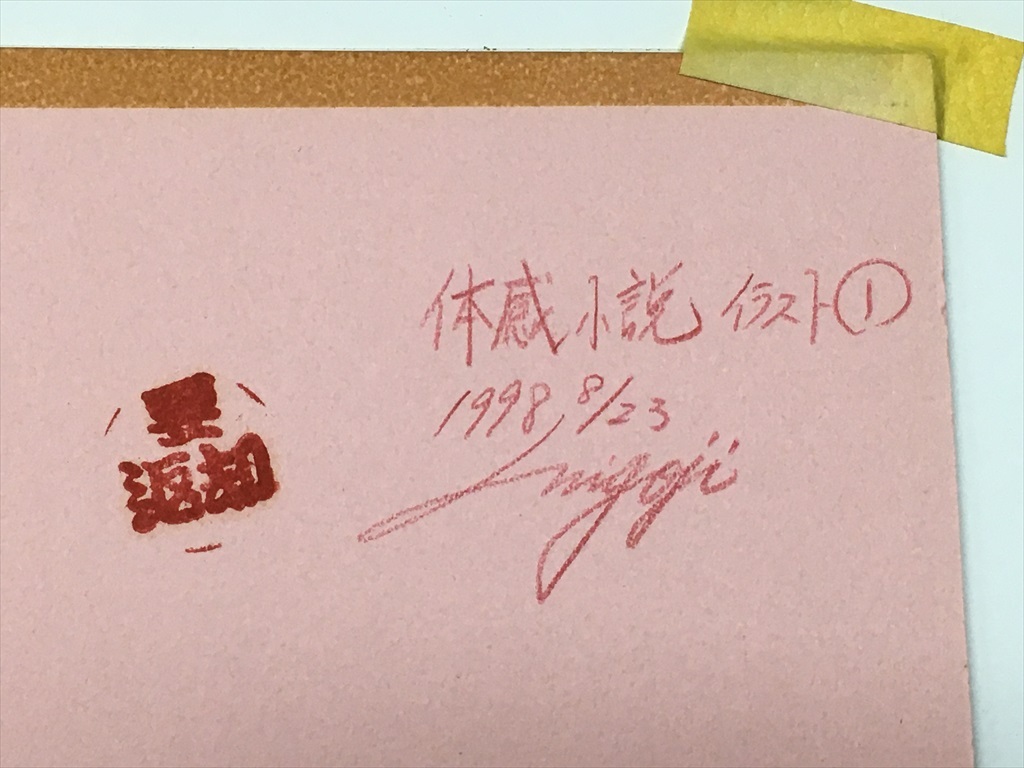 体感小説 イラスト①
1998, 8/23
返却